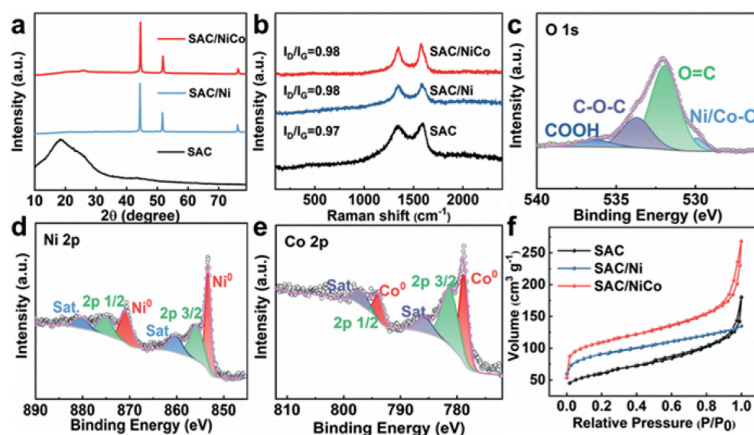 a
Intensity (a.u.)
SAC/NiCo
SAC/Ni
SAC
10 20 30 40 50 60 70
2θ (degree)
b
Intensity (a.u.)
I_D/I_G=0.98 SAC/NiCo
I_D/I_G=0.98 SAC/Ni
I_D/I_G=0.97 SAC
500 1000 1500 2000
Raman shift (cm⁻¹)
c
O 1s
Intensity (a.u.)
O=C
C-O-C
COOH
Ni/Co-O
540 535 530
Binding Energy (eV)
d
Ni 2p
Intensity (a.u.)
Ni⁰
2p 3/2
Ni⁰
2p 1/2
Sat.
Sat.
890 880 870 860 850
Binding Energy (eV)
e
Co 2p
Intensity (a.u.)
Co⁰
2p 3/2
Sat.
Co⁰
Sat.
2p 1/2
810 800 790 780
Binding Energy (eV)
f
Volume (cm³ g⁻¹)
SAC
SAC/Ni
SAC/NiCo
250
200
150
100
50
0.0 0.2 0.4 0.6 0.8 1.0
Relative Pressure (P/P₀)